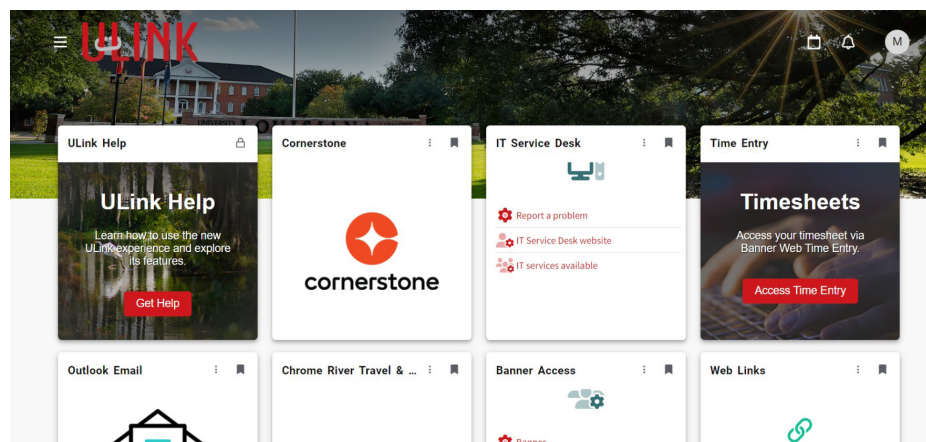 ULINK
M
UNIVERSITY
ULink Help
Cornerstone
IT Service Desk
Time Entry
ULink Help
Learn how to use the new
ULink experience and explore
its features.
Get Help
cornerstone
Report a problem
IT Service Desk website
IT services available
Timesheets
Access your timesheet via
Banner Web Time Entry.
Access Time Entry
Outlook Email
Chrome River Travel & ...
Banner Access
Web Links
Banner